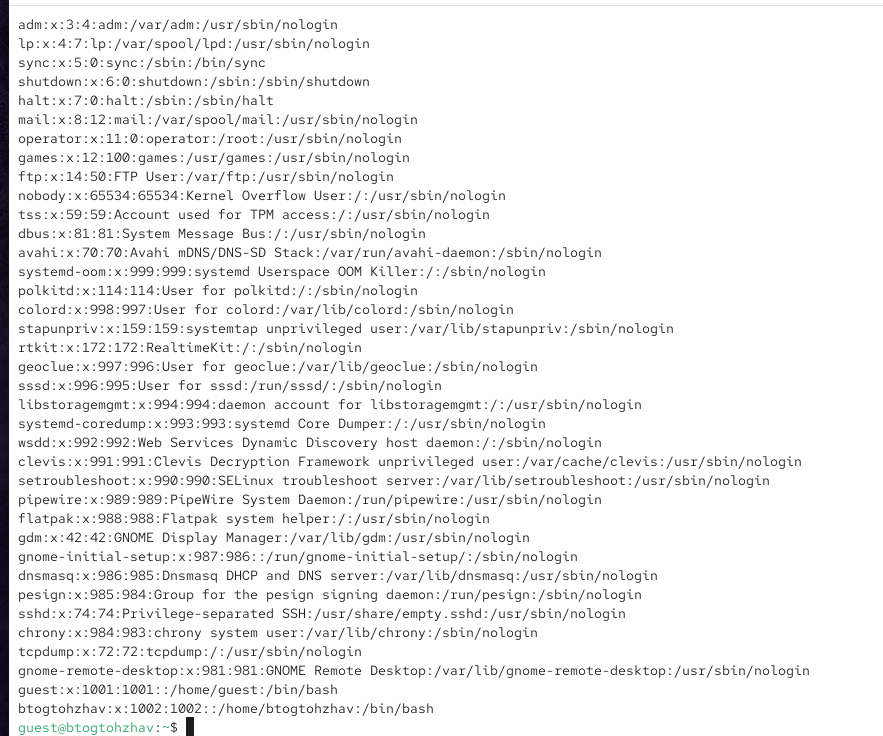 adm:x:3:4:adm:/var/adm:/usr/sbin/nologin
lp:x:4:7:lp:/var/spool/lpd:/usr/sbin/nologin
sync:x:5:0:sync:/sbin:/bin/sync
shutdown:x:6:0:shutdown:/sbin:/sbin/shutdown
halt:x:7:0:halt:/sbin:/sbin/halt
mail:x:8:12:mail:/var/spool/mail:/usr/sbin/nologin
operator:x:11:0:operator:/root:/usr/sbin/nologin
games:x:12:100:games:/usr/games:/usr/sbin/nologin
ftp:x:14:50:FTP User:/var/ftp:/usr/sbin/nologin
nobody:x:65534:65534:Kernel Overflow User:/:/usr/sbin/nologin
tss:x:59:59:Account used for TPM access:/:/usr/sbin/nologin
dbus:x:81:81:System Message Bus:/:/usr/sbin/nologin
avahi:x:70:70:Avahi mDNS/DNS-SD Stack:/var/run/avahi-daemon:/sbin/nologin
systemd-oom:x:999:999:systemd Userspace OOM Killer:/:/usr/sbin/nologin
polkitd:x:114:114:User for polkitd:/:/sbin/nologin
colord:x:998:997:User for colord:/var/lib/colord:/sbin/nologin
stapunpriv:x:159:159:systemtap unprivileged user:/var/lib/stapunpriv:/sbin/nologin
rtkit:x:172:172:RealtimeKit:/:/sbin/nologin
geoclue:x:997:996:User for geoclue:/var/lib/geoclue:/sbin/nologin
sssd:x:996:995:User for sssd:/run/sssd/:/sbin/nologin
libstoragemgmt:x:994:994:daemon account for libstoragemgmt:/:/usr/sbin/nologin
systemd-coredump:x:993:993:systemd Core Dumper:/:/usr/sbin/nologin
wsdd:x:992:992:Web Services Dynamic Discovery host daemon:/:/sbin/nologin
clevis:x:991:991:Clevis Decryption Framework unprivileged user:/var/cache/clevis:/usr/sbin/nologin
setroubleshoot:x:990:990:SELinux troubleshoot server:/var/lib/setroubleshoot:/usr/sbin/nologin
pipewire:x:989:989:PipeWire System Daemon:/run/pipewire:/usr/sbin/nologin
flatpak:x:988:988:Flatpak system helper:/:/usr/sbin/nologin
gdm:x:42:42:GNOME Display Manager:/var/lib/gdm:/usr/sbin/nologin
gnome-initial-setup:x:987:986::/run/gnome-initial-setup/:/sbin/nologin
dnsmasq:x:986:985:Dnsmasq DHCP and DNS server:/var/lib/dnsmasq:/usr/sbin/nologin
pesign:x:985:984:Group for the pesign signing daemon:/run/pesign:/sbin/nologin
sshd:x:74:74:Privilege-separated SSH:/usr/share/empty.sshd:/usr/sbin/nologin
chrony:x:984:983:chrony system user:/var/lib/chrony:/sbin/nologin
tcpdump:x:72:72:tcpdump:/:/usr/sbin/nologin
gnome-remote-desktop:x:981:981:GNOME Remote Desktop:/var/lib/gnome-remote-desktop:/usr/sbin/nologin
guest:x:1001:1001::/home/guest:/bin/bash
btogtohzhav:x:1002:1002::/home/btogtohzhav:/bin/bash
guest@btogtohzhav:~$